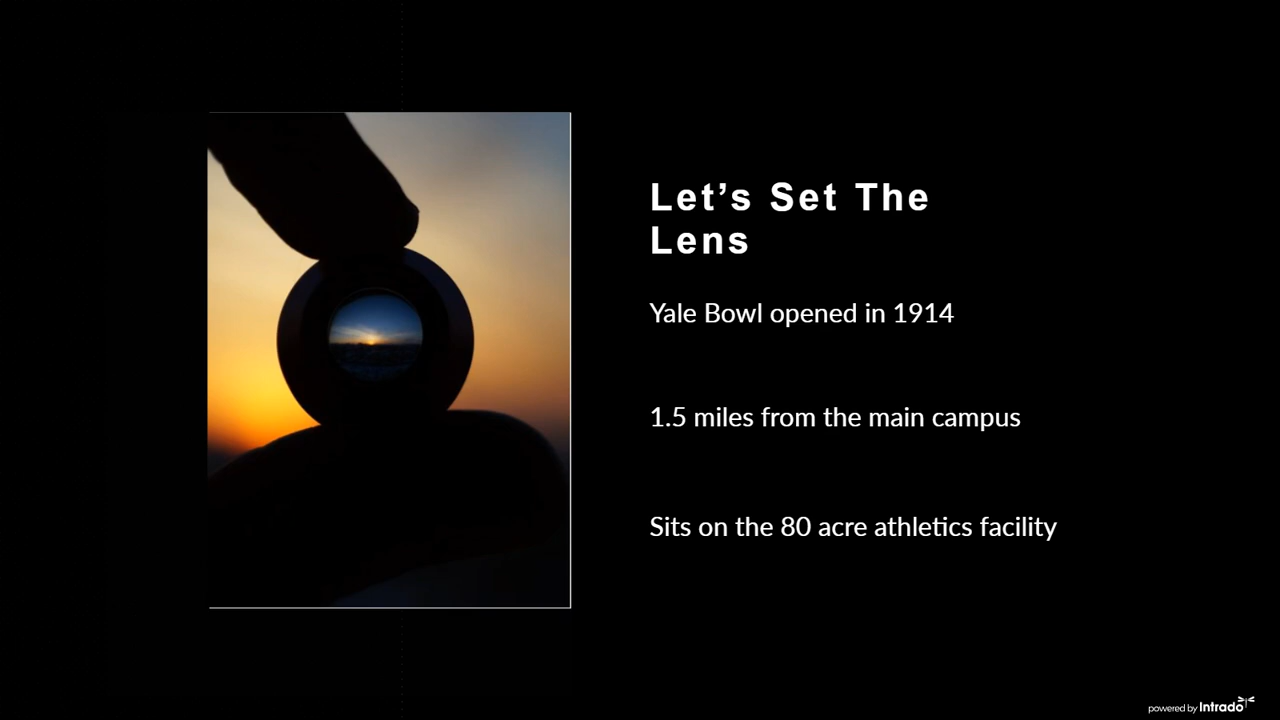 Let’s Set The
Lens
Yale Bowl opened in 1914
1.5 miles from the main campus
Sits on the 80 acre athletics facility
powered by Intrado